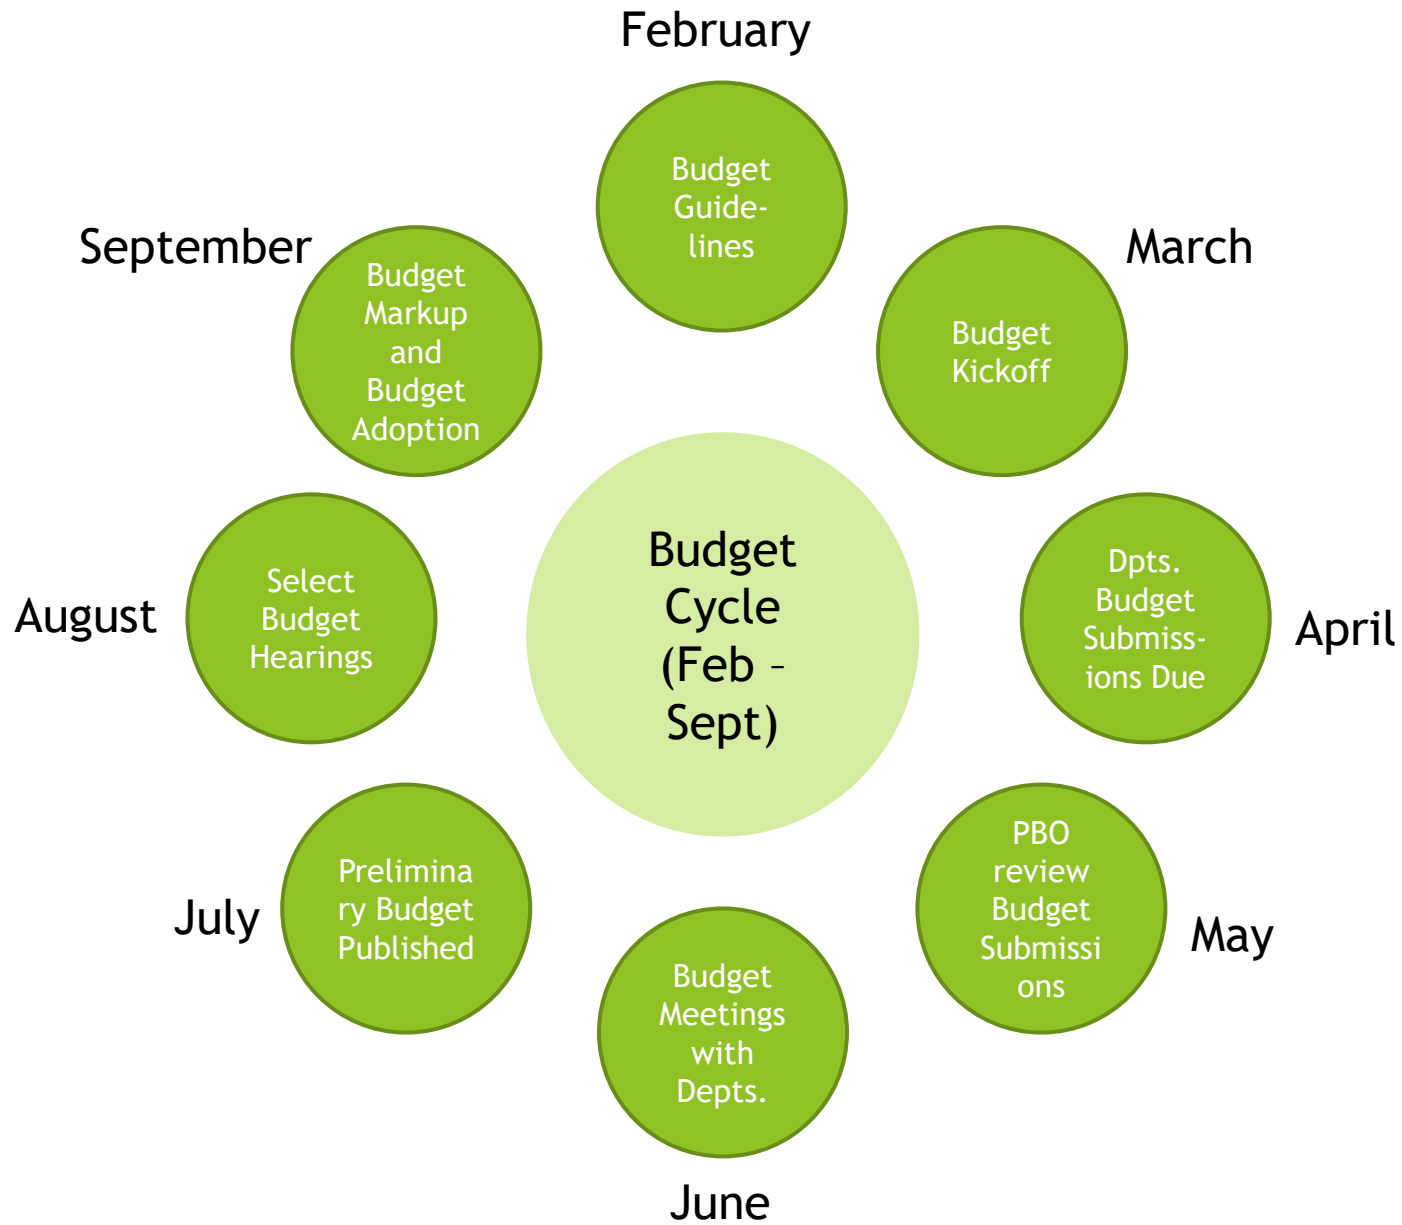 February
Budget
Guide-
lines
March
Budget
Kickoff
April
Dpts.
Budget
Submiss-
ions Due
May
PBO
review
Budget
Submissi
ons
June
Budget
Meetings
with
Depts.
July
Prelimina
ry Budget
Published
August
Select
Budget
Hearings
September
Budget
Markup
and
Budget
Adoption
Budget
Cycle
(Feb –
Sept)